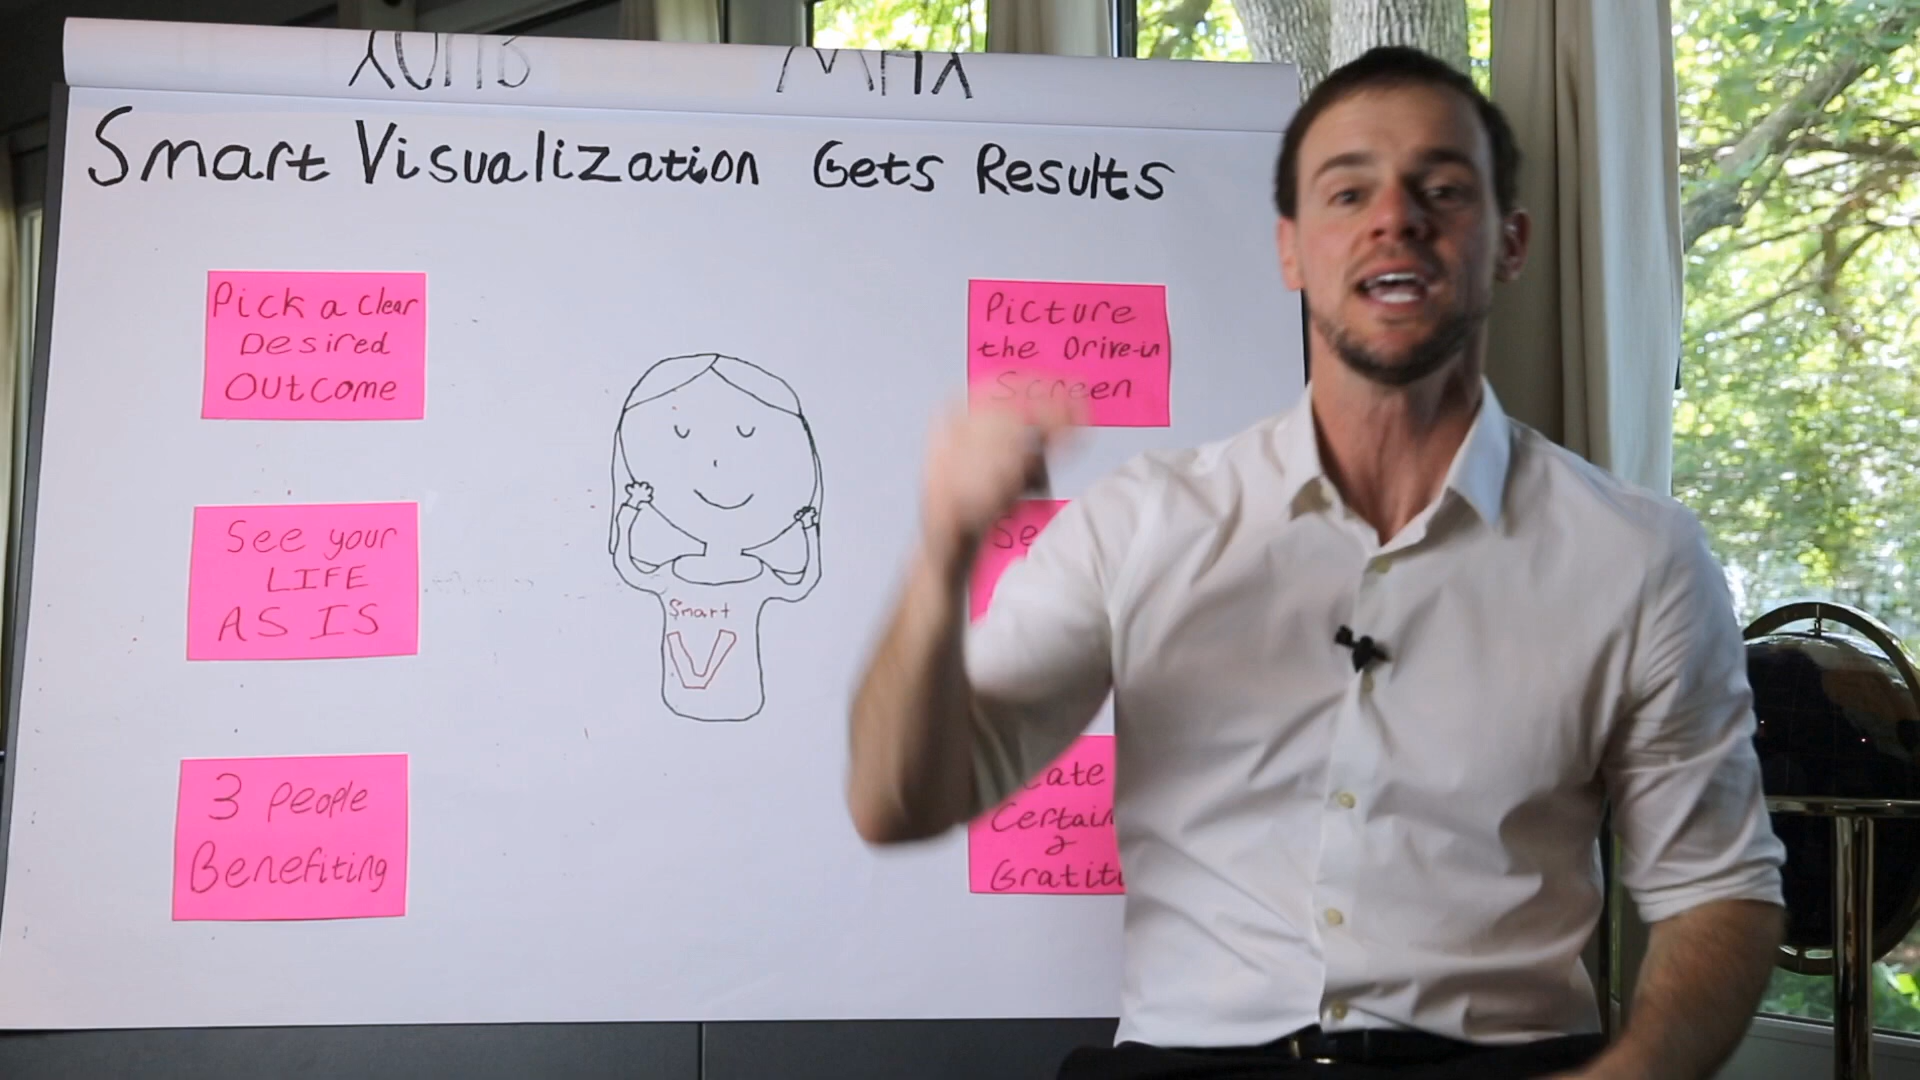 Smart Visualization Gets Results
Pick a Clear
Desired
Outcome
See your
LIFE
AS IS
3 People
Benefiting
Smart
V
Picture
the Drive-in
Screen